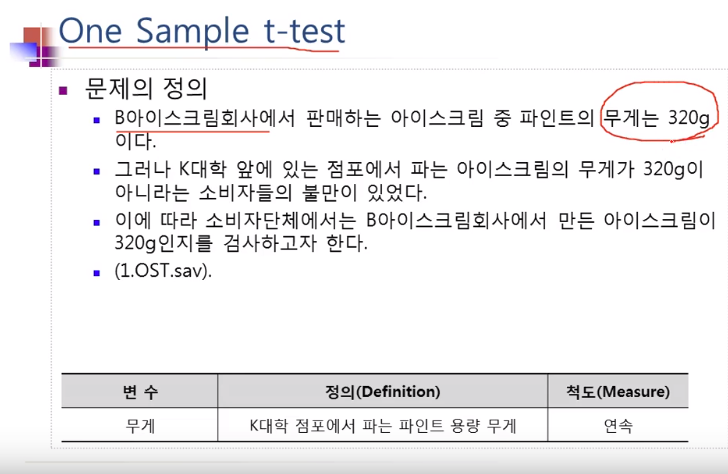 One Sample t-test
문제의 정의
B아이스크림회사에서 판매하는 아이스크림 중 파인트의 무게는 320g
이다.
그러나 K대학 앞에 있는 점포에서 파는 아이스크림의 무게가 320g이
아니라는 소비자들의 불만이 있었다.
이에 따라 소비자단체에서는 B아이스크림회사에서 만든 아이스크림이
320g인지를 검사하고자 한다.
(1.OST.sav).
변 수 정의(Definition) 척도(Measure)
무게 K대학 점포에서 파는 파인트 용량 무게 연속